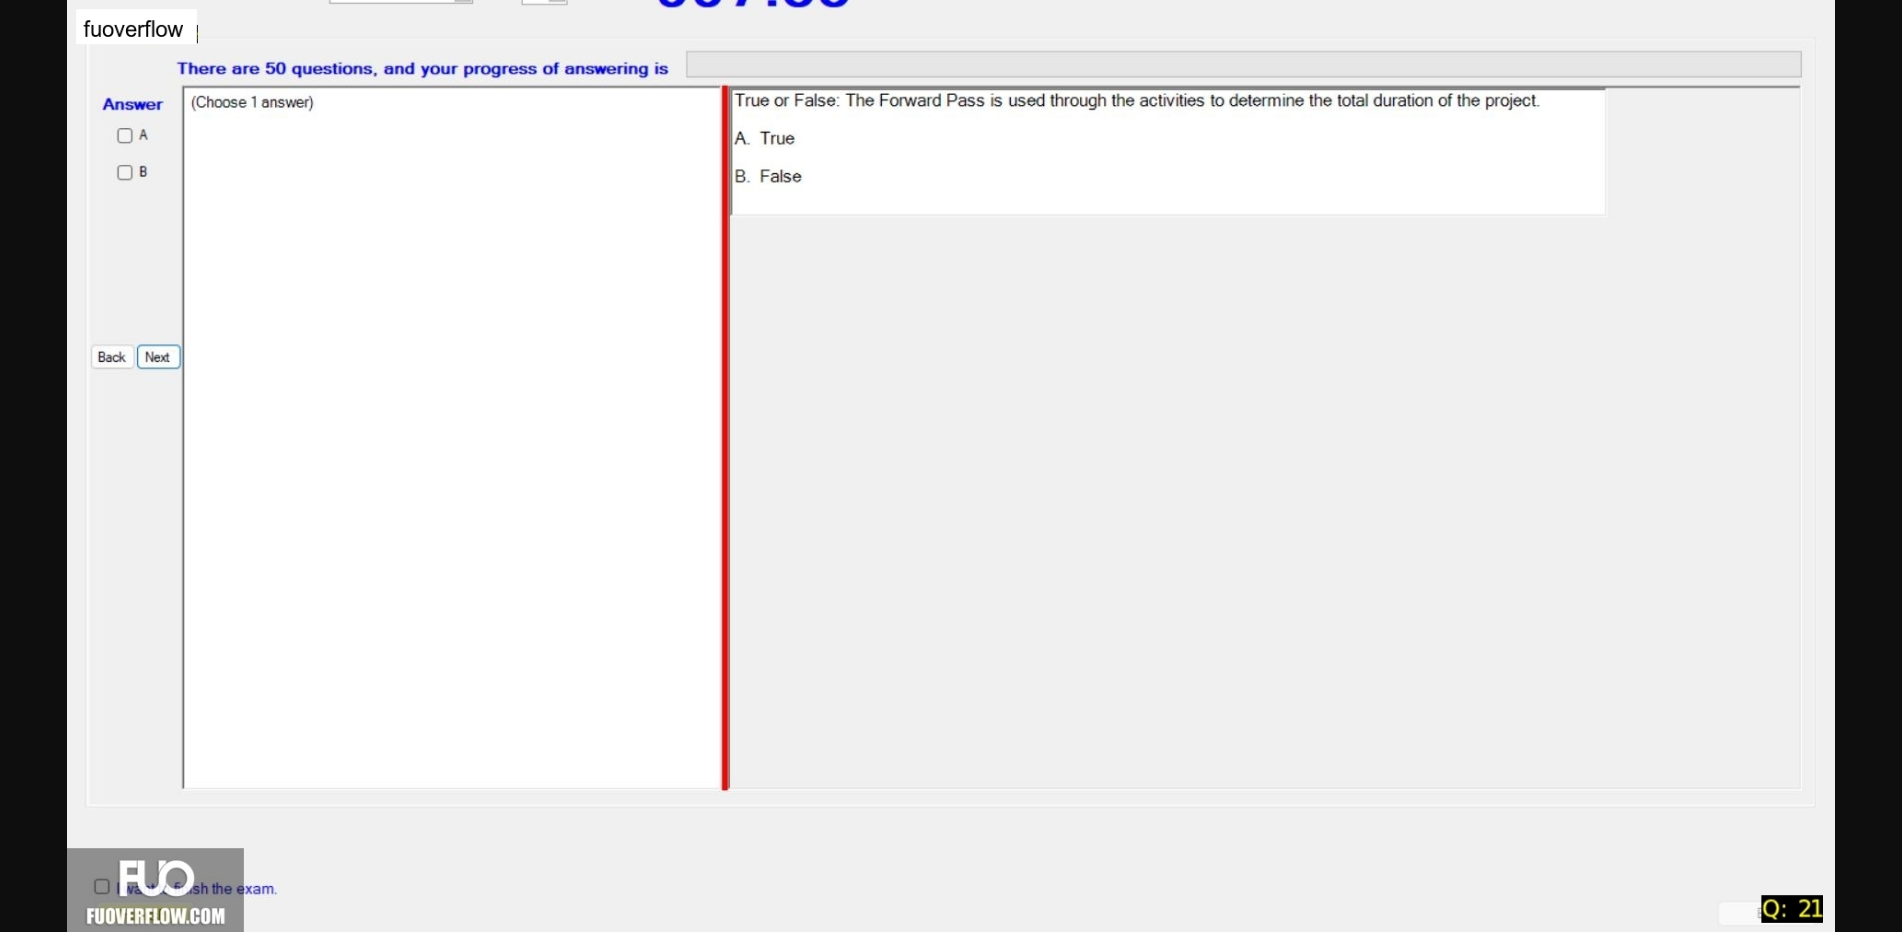 fuoverflow
There are 50 questions, and your progress of answering is
Answer
A
B
Back
Next
(Choose 1 answer)
True or False: The Forward Pass is used through the activities to determine the total duration of the project.
A. True
B. False
FUO
sh the exam.
FUOVERFLOW.COM
Q: 21